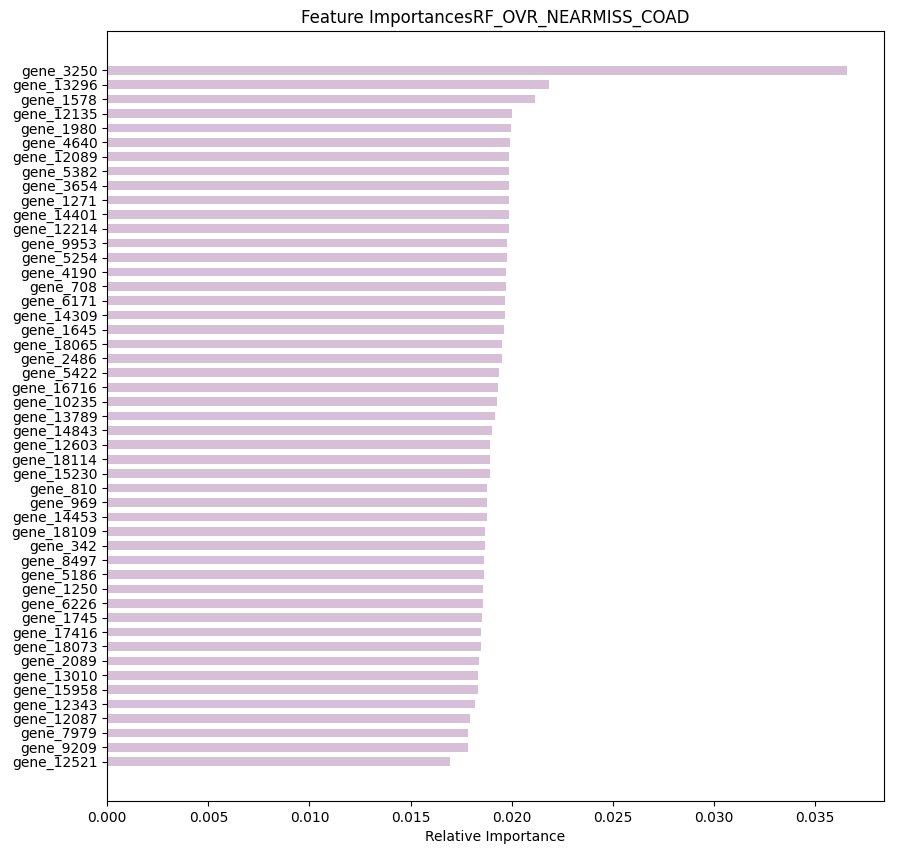 Feature ImportancesRF_OVR_NEARMISS_COAD
gene_3250
gene_13296
gene_1578
gene_12135
gene_1980
gene_4640
gene_12089
gene_5382
gene_3654
gene_1271
gene_14401
gene_12214
gene_9953
gene_5254
gene_4190
gene_708
gene_6171
gene_14309
gene_1645
gene_18065
gene_2486
gene_5422
gene_16716
gene_10235
gene_13789
gene_14843
gene_12603
gene_18114
gene_15230
gene_810
gene_969
gene_14453
gene_18109
gene_342
gene_8497
gene_5186
gene_1250
gene_6226
gene_1745
gene_17416
gene_18073
gene_2089
gene_13010
gene_15958
gene_12343
gene_12087
gene_7979
gene_9209
gene_12521
0.000 0.005 0.010 0.015 0.020 0.025 0.030 0.035
Relative Importance